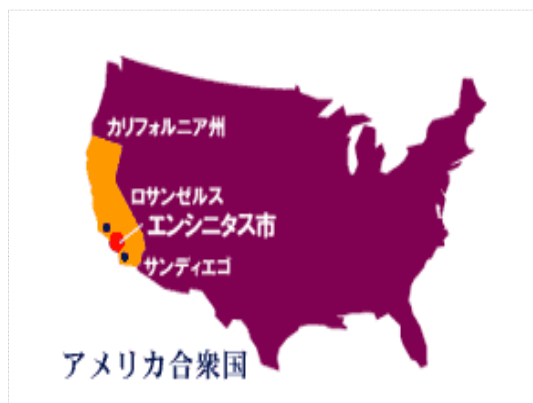 カリフォルニア州
ロサンゼルス
エンシニタス市
サンディエゴ
アメリカ合衆国